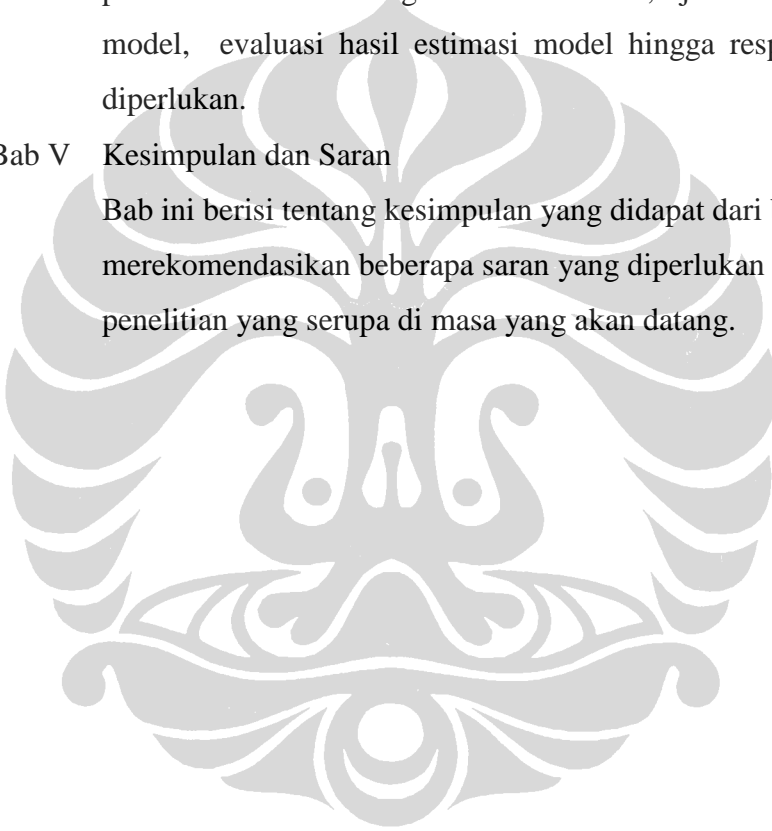 model, evaluasi hasil estimasi model hingga
diperlukan.
Bab V Kesimpulan dan Saran
Bab ini berisi tentang kesimpulan yang didapat dari
merekomendasikan beberapa saran yang diperlukan
penelitian yang serupa di masa yang akan datang.